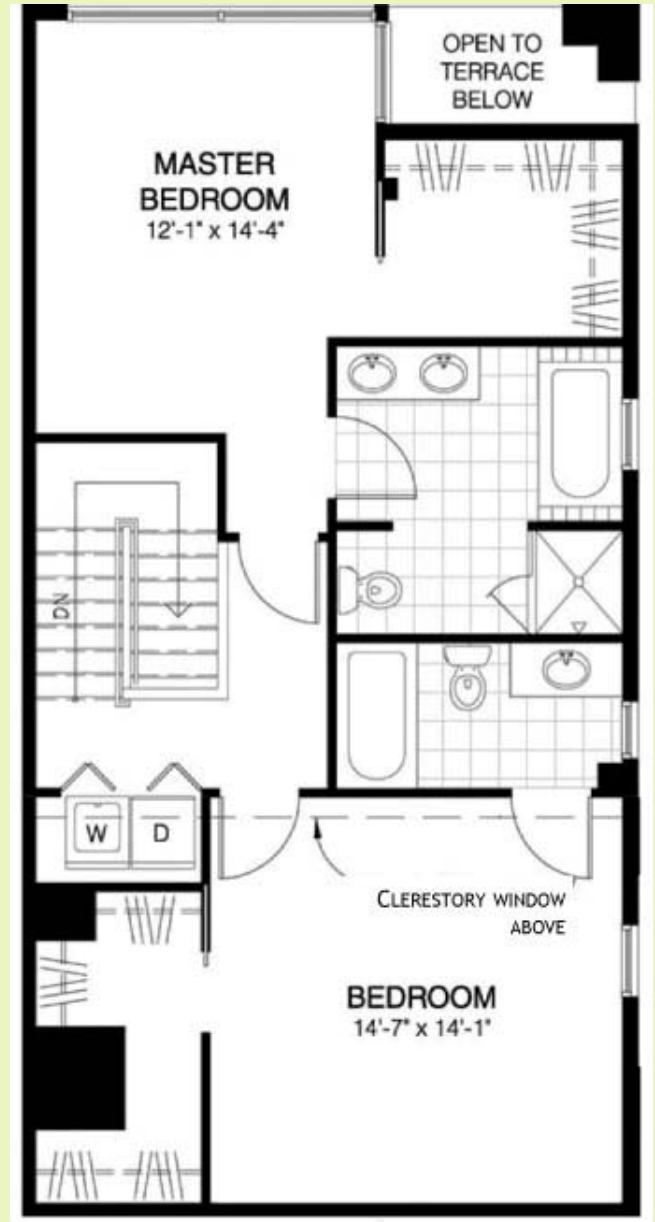 OPEN TO
TERRACE
BELOW
MASTER
BEDROOM
12'-1" x 14'-4"
DN
W
D
CLERESTORY WINDOW
ABOVE
BEDROOM
14'-7" x 14'-1"